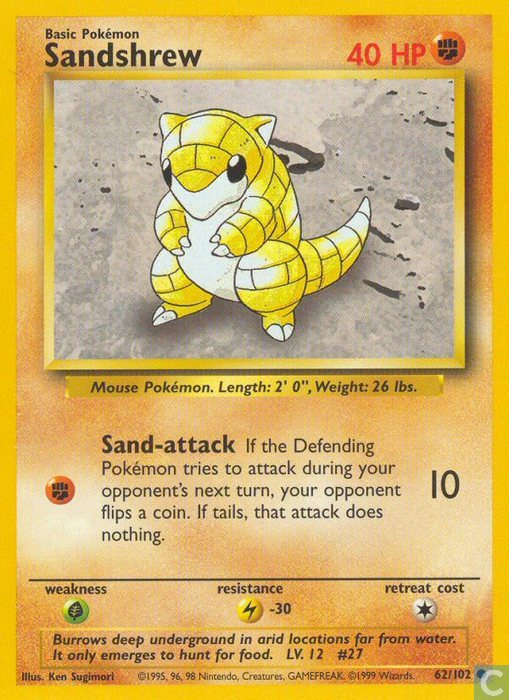 Basic Pokémon
Sandshrew 40 HP
Mouse Pokémon. Length: 2' 0", Weight: 26 lbs.
Sand-attack If the Defending
Pokémon tries to attack during your
opponent's next turn, your opponent
flips a coin. If tails, that attack does
nothing.
10
weakness resistance retreat cost
-30
Burrows deep underground in arid locations far from water.
It only emerges to hunt for food. LV. 12 #27
Illus. Ken Sugimori ©1995, 96, 98 Nintendo, Creatures, GAMEFREAK. ©1999 Wizards. 62/102
C